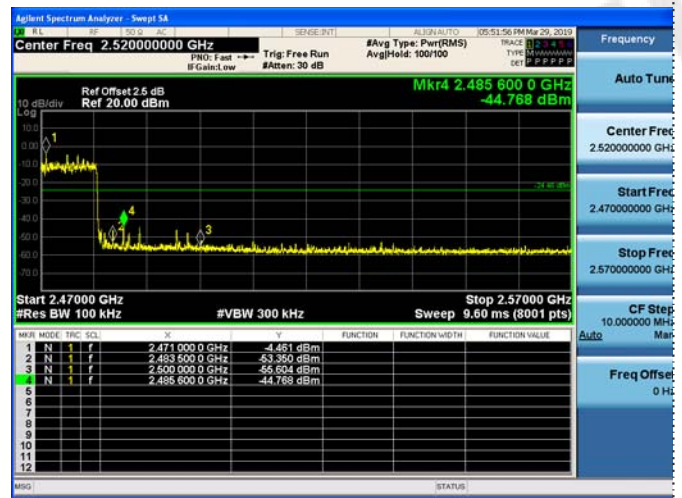 Agilent Spectrum Analyzer - Swept SA
RL RF 50 Ω AC SENSE:INT ALIGN AUTO 05:51:56 PM Mar 29, 2019
Center Freq 2.520000000 GHz
PNO: Fast
IFGain:Low
Trig: Free Run
#Atten: 30 dB
#Avg Type: Pwr(RMS)
Avg|Hold: 100/100
TRACE 1 2 3 4 5 6
TYPE
DET P P P P P P
Frequency
Mkr4 2.485 600 0 GHz
-44.768 dBm
Ref Offset 2.5 dB
10 dB/div Ref 20.00 dBm
Log
10.0
0.00
-10.0
-20.0
-30.0
-40.0
-50.0
-60.0
-70.0
1
2
4
3
Start 2.47000 GHz
#Res BW 100 kHz
#VBW 300 kHz
Stop 2.57000 GHz
Sweep 9.60 ms (8001 pts)
MKR MODE TRC SCL X Y FUNCTION FUNCTION WIDTH FUNCTION VALUE
1 N 1 f 2.471 000 0 GHz -4.461 dBm
2 N 1 f 2.483 500 0 GHz -53.350 dBm
3 N 1 f 2.500 000 0 GHz -55.604 dBm
4 N 1 f 2.485 600 0 GHz -44.768 dBm
5
6
7
8
9
10
11
12
MSG STATUS
Auto Tune
Center Freq
2.520000000 GHz
Start Freq
2.470000000 GHz
Stop Freq
2.570000000 GHz
CF Step
10.000000 MHz
Auto Man
Freq Offset
0 Hz